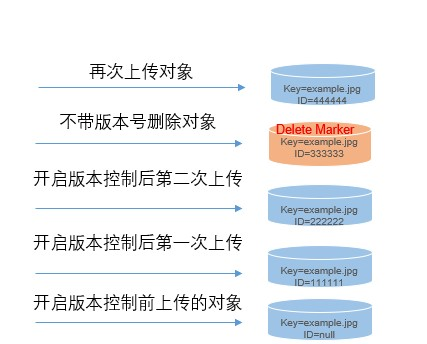 再次上传对象
Key=example.jpg
ID=444444
不带版本号删除对象
Delete Marker
Key=example.jpg
ID=333333
开启版本控制后第二次上传
Key=example.jpg
ID=222222
开启版本控制后第一次上传
Key=example.jpg
ID=111111
开启版本控制前上传的对象
Key=example.jpg
ID=null